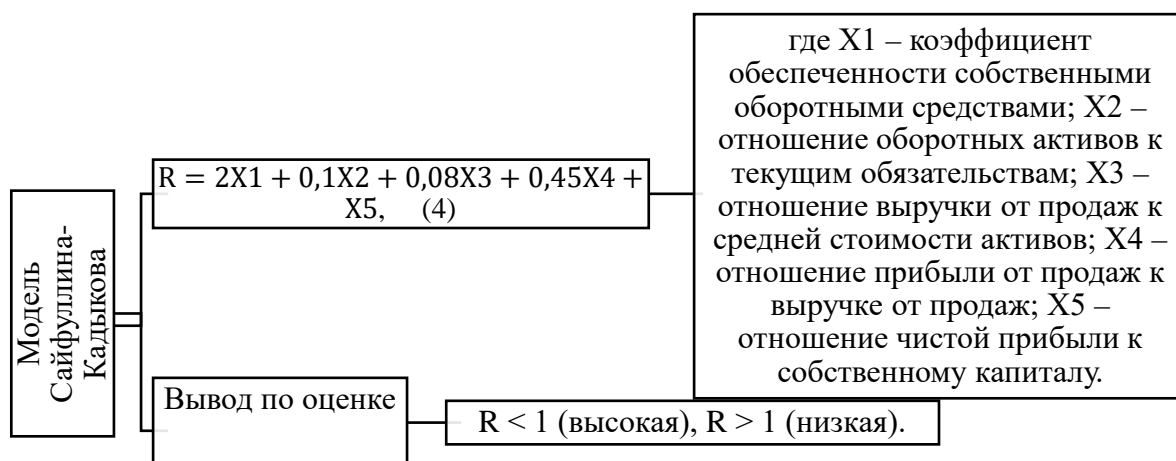 Модель
Сайфуллина-
Кадыкова
R = 2X1 + 0,1X2 + 0,08X3 + 0,45X4 +
X5, (4)
где X1 – коэффициент
обеспеченности собственными
оборотными средствами; X2 –
отношение оборотных активов к
текущим обязательствам; X3 –
отношение выручки от продаж к
средней стоимости активов; X4 –
отношение прибыли от продаж к
выручке от продаж; X5 –
отношение чистой прибыли к
собственному капиталу.
Вывод по оценке
R < 1 (высокая), R > 1 (низкая).